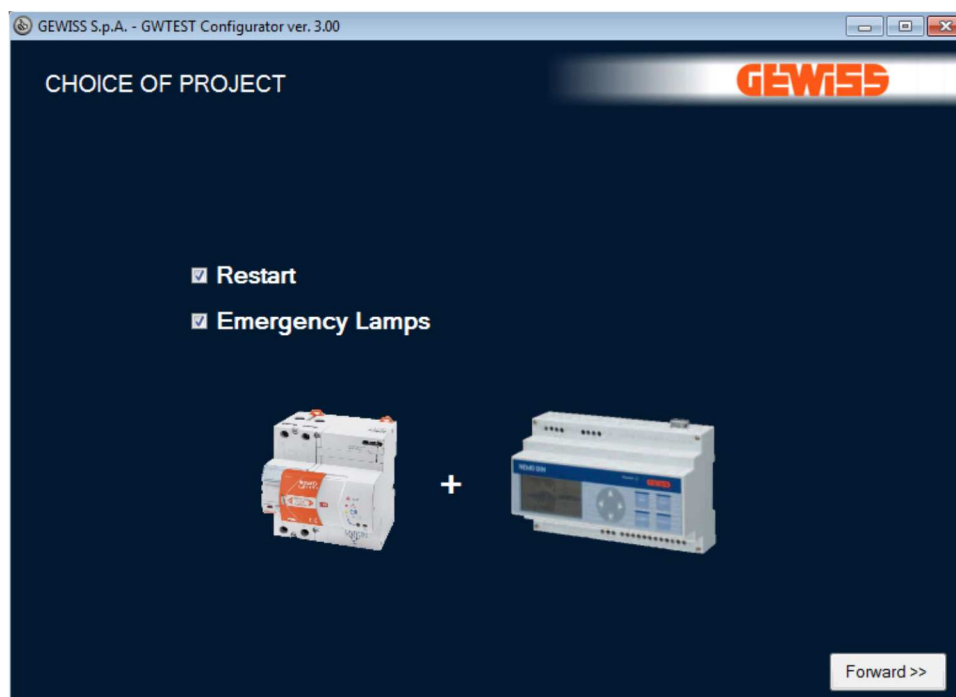 GEWISS S.p.A. - GWTEST Configurator ver. 3.00
CHOICE OF PROJECT
GEWISS
Restart
Emergency Lamps
+
Forward >>